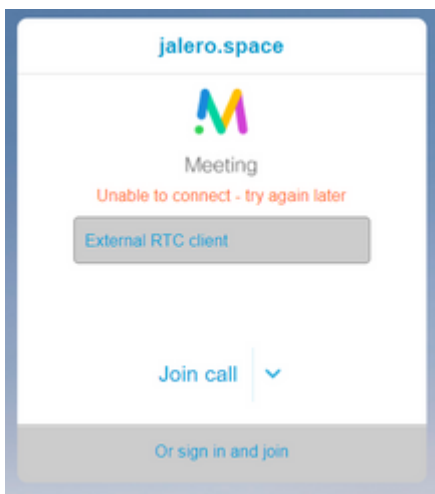 jalero.space
Meeting
Unable to connect - try again later
External RTC client
Join call
Or sign in and join